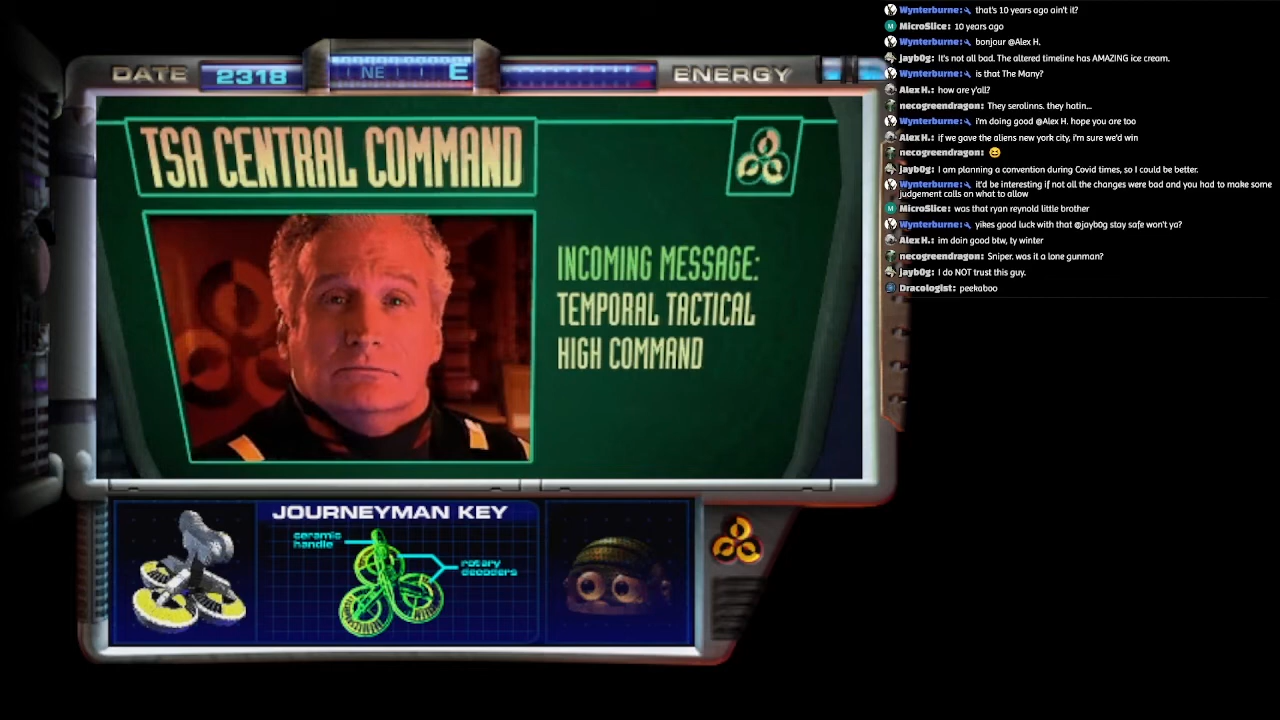 DATE 2318 NE E ENERGY
TSA CENTRAL COMMAND
INCOMING MESSAGE:
TEMPORAL TACTICAL
HIGH COMMAND
JOURNEYMAN KEY
ceramic
handle
rotary
decoders
Wynterburne: that's 10 years ago ain't it?
M MicroSlice: 10 years ago
Wynterburne: bonjour @Alex H.
Jayb0g: It's not all bad. The altered timeline has AMAZING ice cream.
Wynterburne: is that The Many?
Alex H.: how are y'all?
necogreendragon: They serolinns. they hatin...
Wynterburne: i'm doing good @Alex H. hope you are too
Alex H.: if we gave the aliens new york city, i'm sure we'd win
necogreendragon: 😄
Jayb0g: I am planning a convention during Covid times, so I could be better.
Wynterburne: it'd be interesting if not all the changes were bad and you had to make some
judgement calls on what to allow
M MicroSlice: was that ryan reynold little brother
Wynterburne: yikes good luck with that @jayb0g stay safe won't ya?
Alex H.: im doin good btw, ty winter
necogreendragon: Sniper. was it a lone gunman?
Jayb0g: I do NOT trust this guy.
Dracologist: peekaboo